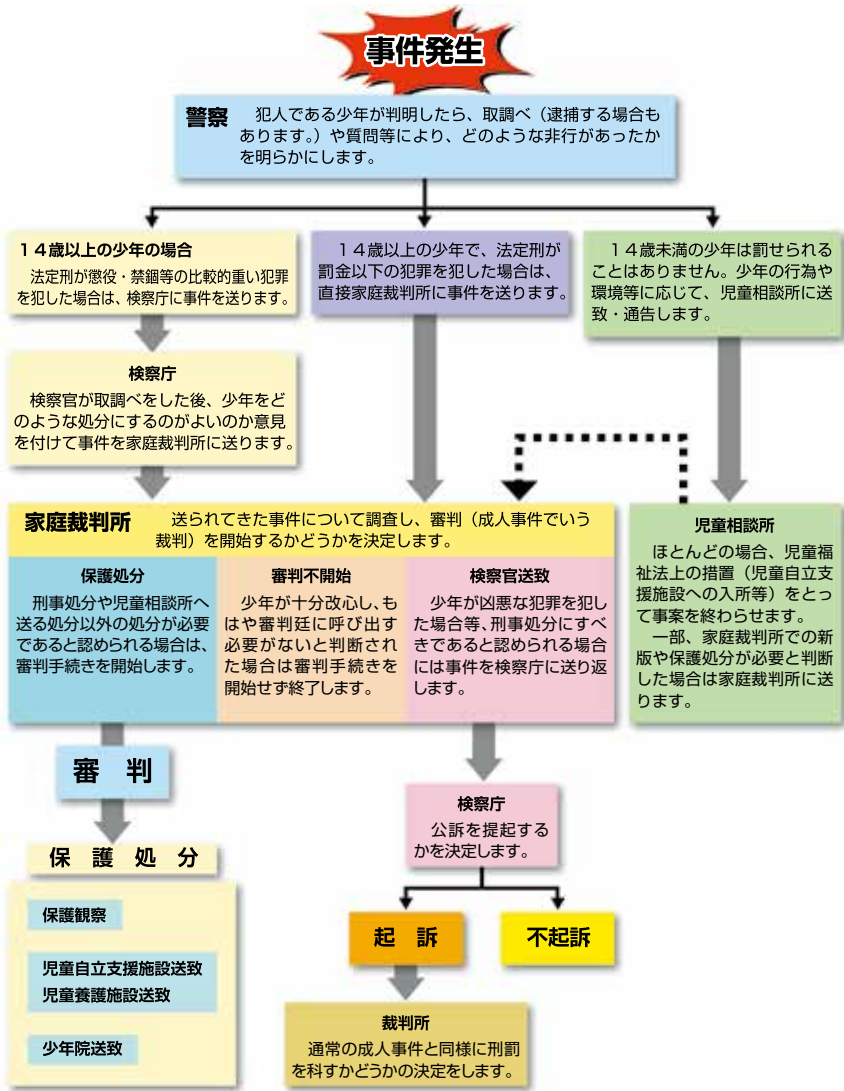 事件発生
警察　犯人である少年が判明したら、取調べ（逮捕する場合も
あります。）や質問等により、どのような非行があったか
を明らかにします。
１４歳以上の少年の場合
法定刑が懲役・禁錮等の比較的重い犯罪
を犯した場合は、検察庁に事件を送ります。
１４歳以上の少年で、法定刑が
罰金以下の犯罪を犯した場合は、
直接家庭裁判所に事件を送ります。
１４歳未満の少年は罰せられる
ことはありません。少年の行為や
環境等に応じて、児童相談所に送
致・通告します。
検察庁
検察官が取調べをした後、少年をど
のような処分にするのがよいのか意見
を付けて事件を家庭裁判所に送ります。
家庭裁判所　送られてきた事件について調査し、審判（成人事件でいう
裁判）を開始するかどうかを決定します。
保護処分
刑事処分や児童相談所へ
送る処分以外の処分が必要
であると認められる場合は、
審判手続きを開始します。
審判不開始
少年が十分改心し、も
はや審判廷に呼び出す
必要がないと判断され
た場合は審判手続きを
開始せず終了します。
検察官送致
少年が凶悪な犯罪を犯し
た場合等、刑事処分にすべ
きであると認められる場合
には事件を検察庁に送り返
します。
児童相談所
ほとんどの場合、児童福
祉法上の措置（児童自立支
援施設への入所等）をとっ
て事案を終わらせます。
一部、家庭裁判所での新
版や保護処分が必要と判断
した場合は家庭裁判所に送
ります。
審　判
保　護　処　分
保護観察
児童自立支援施設送致
児童養護施設送致
少年院送致
検察庁
公訴を提起する
かを決定します。
起　訴
不起訴
裁判所
通常の成人事件と同様に刑罰
を科すかどうかの決定をします。